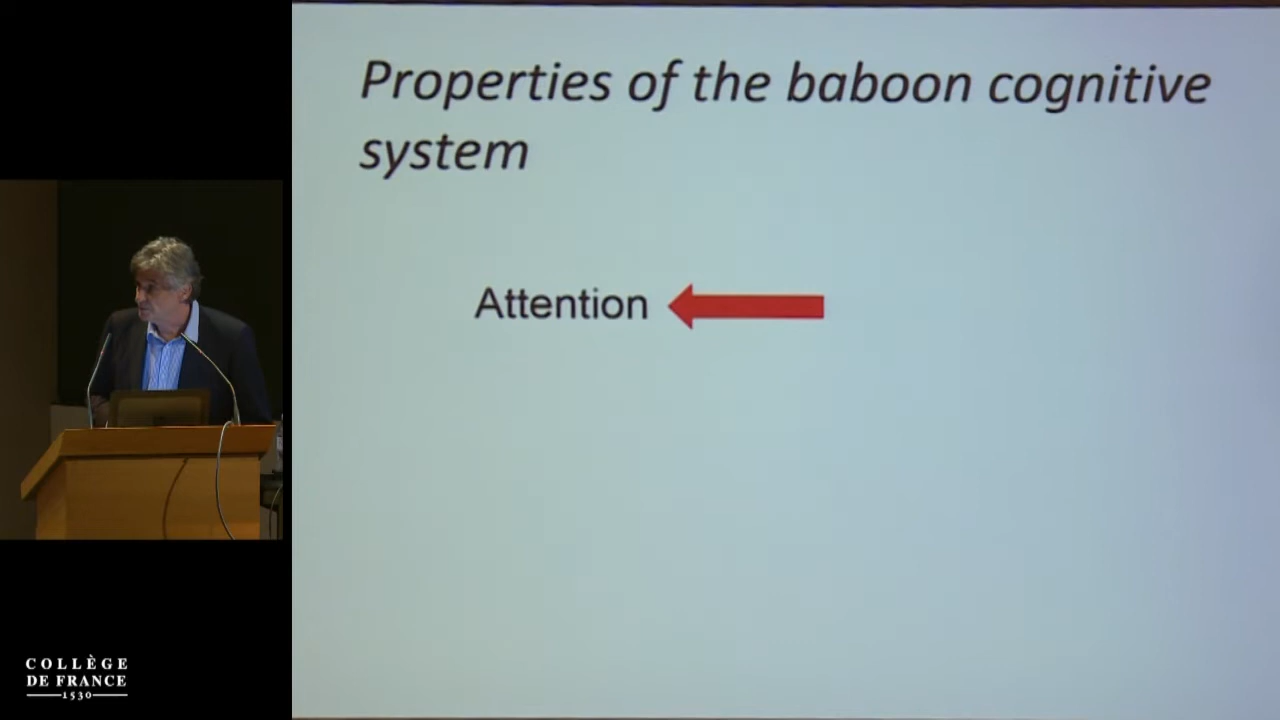 Properties of the baboon cognitive
system
Attention
COLLÈGE
DE FRANCE
1530